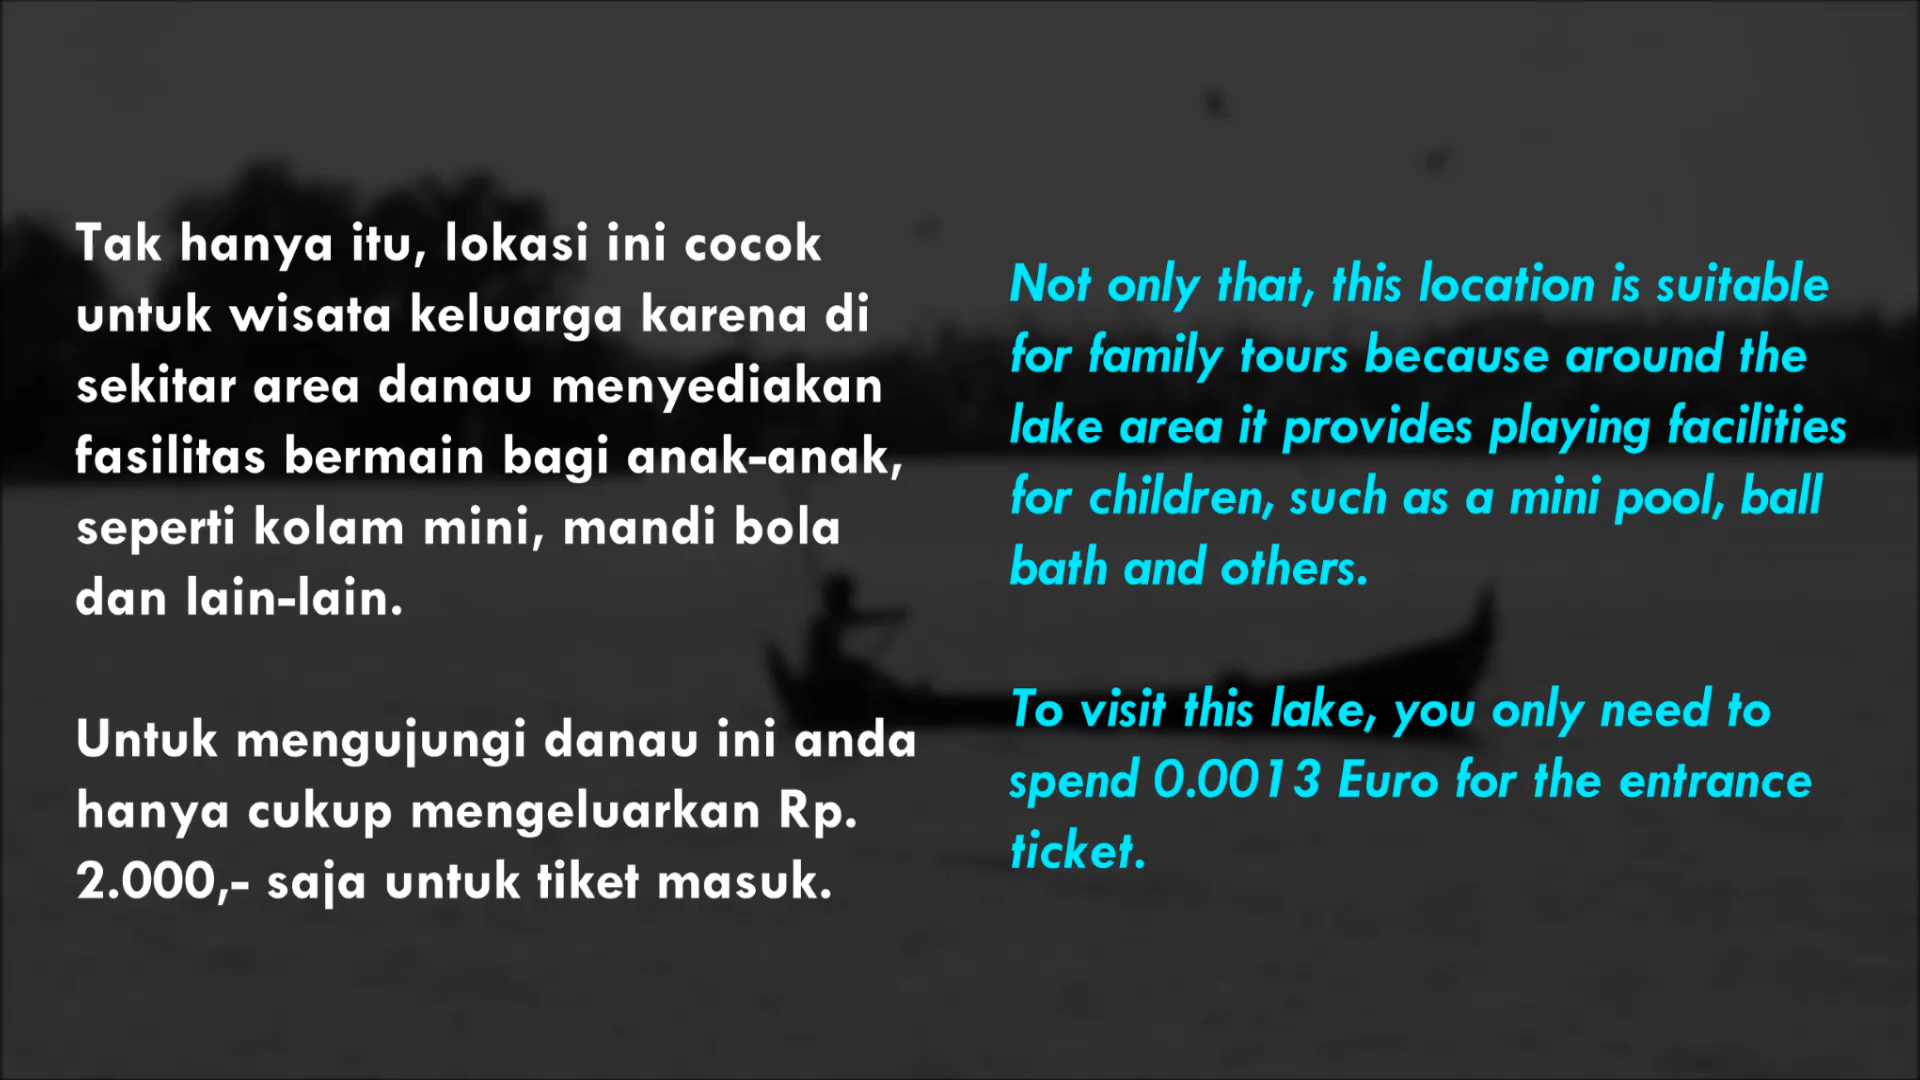 Tak hanya itu, lokasi ini cocok
untuk wisata keluarga karena di
sekitar area danau menyediakan
fasilitas bermain bagi anak-anak,
seperti kolam mini, mandi bola
dan lain-lain.
Untuk mengujungi danau ini anda
hanya cukup mengeluarkan Rp.
2.000,- saja untuk tiket masuk.
Not only that, this location is suitable
for family tours because around the
lake area it provides playing facilities
for children, such as a mini pool, ball
bath and others.
To visit this lake, you only need to
spend 0.0013 Euro for the entrance
ticket.